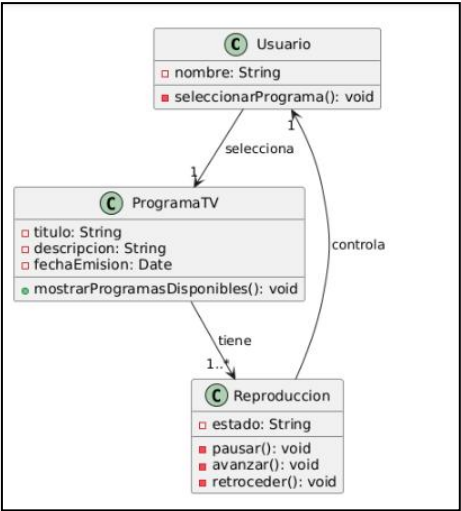 C Usuario
nombre: String
seleccionarPrograma(): void
1
selecciona
1
C ProgramaTV
titulo: String
descripcion: String
fechaEmision: Date
mostrarProgramasDisponibles(): void
controla
tiene
1..*
C Reproduccion
estado: String
pausar(): void
avanzar(): void
retroceder(): void